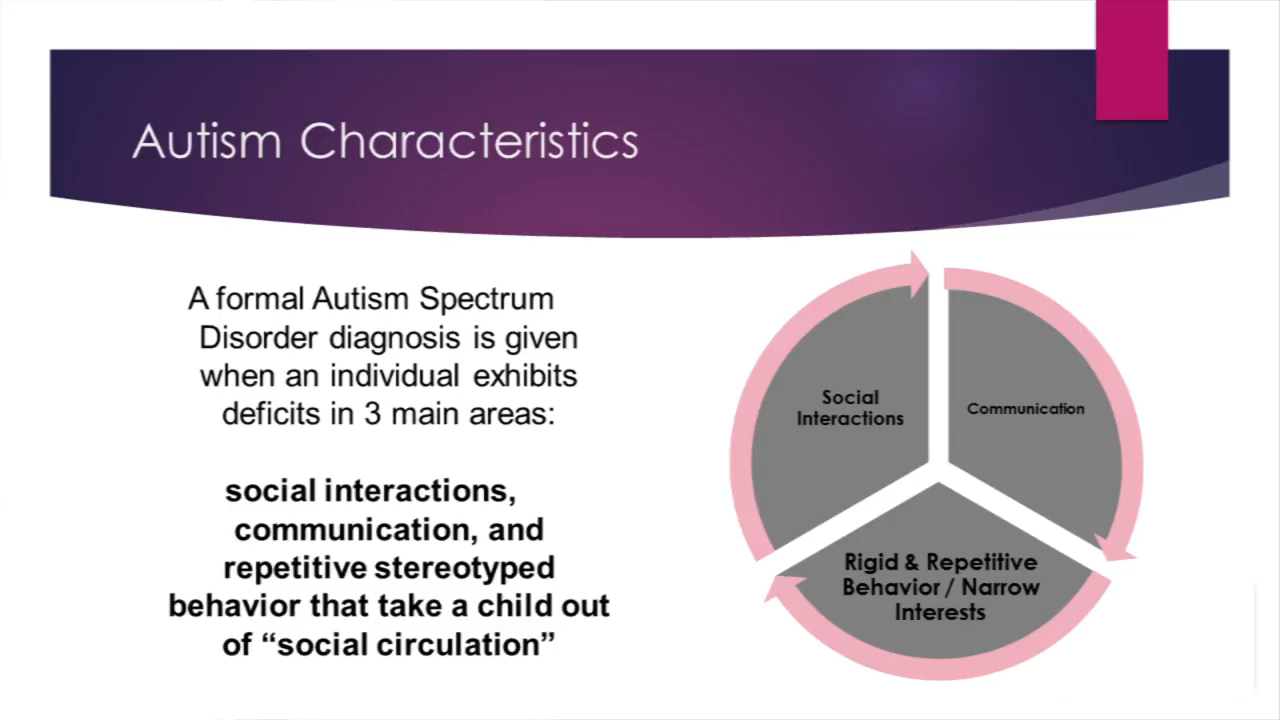 Autism Characteristics
A formal Autism Spectrum
Disorder diagnosis is given
when an individual exhibits
deficits in 3 main areas:
social interactions,
communication, and
repetitive stereotyped
behavior that take a child out
of “social circulation”
Social
Interactions
Communication
Rigid & Repetitive
Behavior / Narrow
Interests